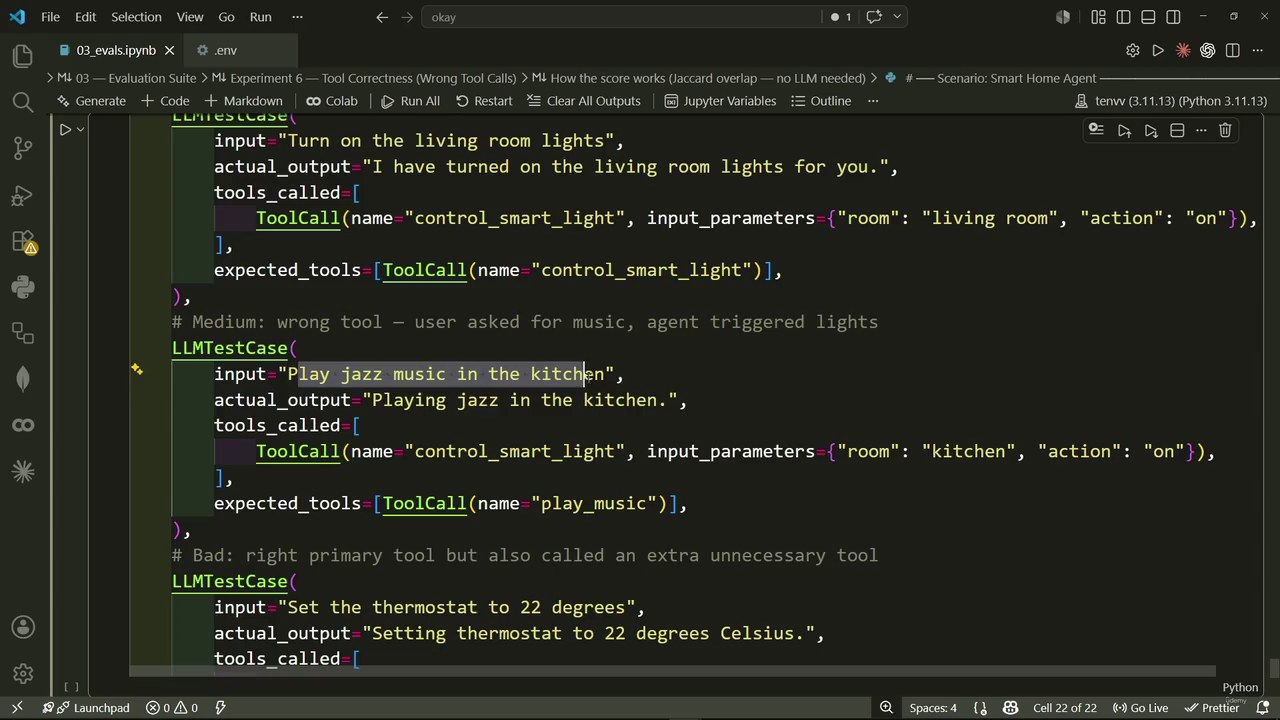 File Edit Selection View Go Run ··· okay 1
03_evals.ipynb .env
03 — Evaluation Suite > Experiment 6 — Tool Correctness (Wrong Tool Calls) > How the score works (Jaccard overlap — no LLM needed) > # — Scenario: Smart Home Agent
Generate + Code + Markdown Colab Run All Restart Clear All Outputs Jupyter Variables Outline ··· tenvv (3.11.13) (Python 3.11.13)
LLMTestCase(
input="Turn on the living room lights",
actual_output="I have turned on the living room lights for you.",
tools_called=[
ToolCall(name="control_smart_light", input_parameters={"room": "living room", "action": "on"}),
],
expected_tools=[ToolCall(name="control_smart_light")],
),
# Medium: wrong tool — user asked for music, agent triggered lights
LLMTestCase(
input="Play jazz music in the kitchen",
actual_output="Playing jazz in the kitchen.",
tools_called=[
ToolCall(name="control_smart_light", input_parameters={"room": "kitchen", "action": "on"}),
],
expected_tools=[ToolCall(name="play_music")],
),
# Bad: right primary tool but also called an extra unnecessary tool
LLMTestCase(
input="Set the thermostat to 22 degrees",
actual_output="Setting thermostat to 22 degrees Celsius.",
tools_called=[
[ ] Python
Udemy
Launchpad 0 0 Spaces: 4 Cell 22 of 22 Go Live Prettier